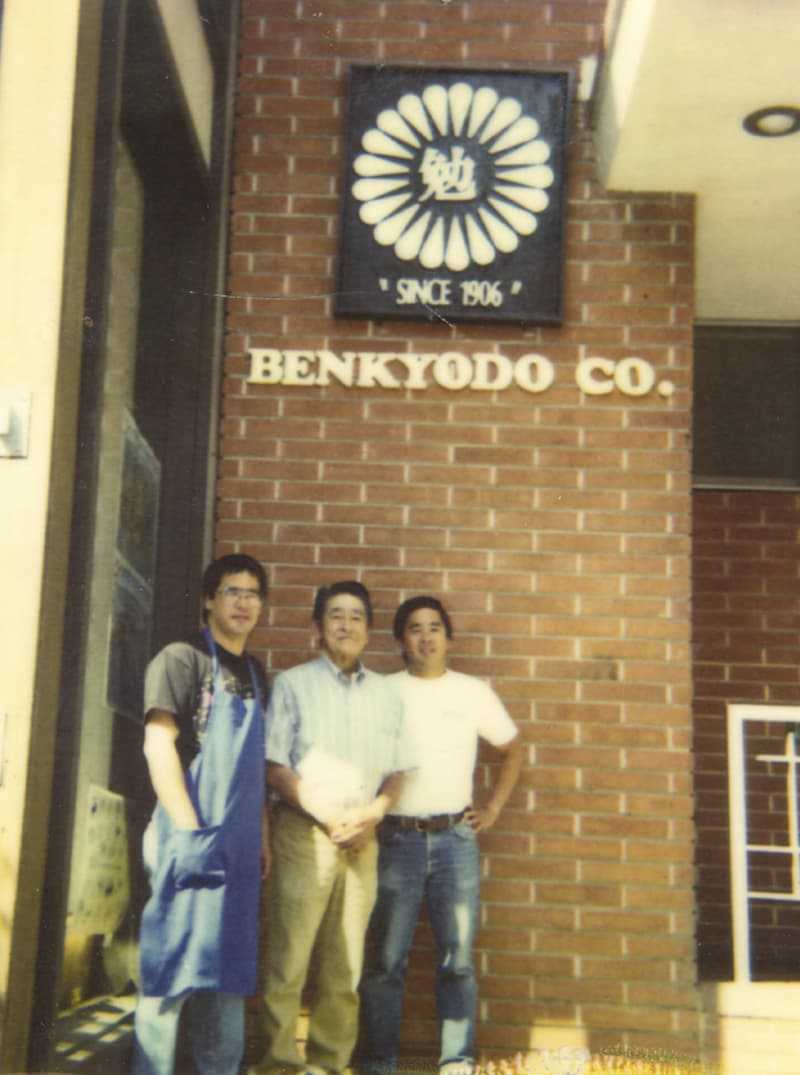 勉
"SINCE 1906"
BENKYODO CO.